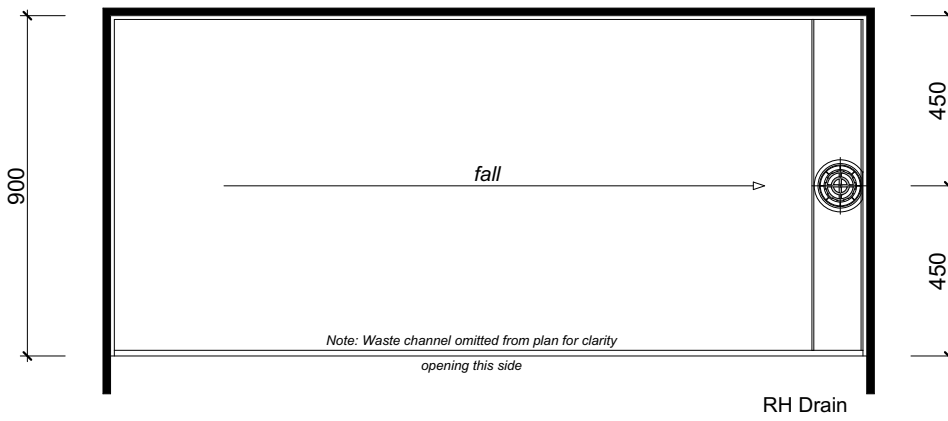 450
fall
900
450
Note: Waste channel omitted from plan for clarity
opening this side
RH Drain